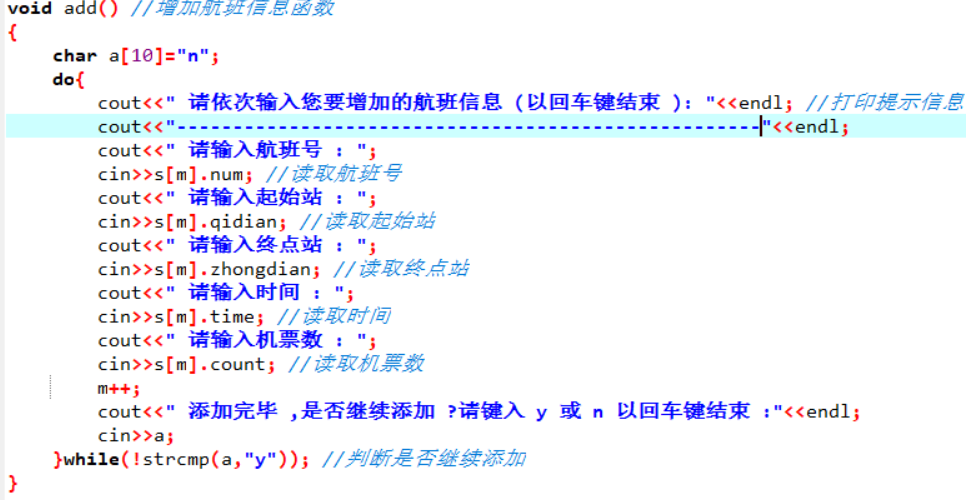 void add() //增加航班信息函数
{
    char a[10]="n";
    do{
        cout<<" 请依次输入您要增加的航班信息 (以回车键结束 ): "<<endl; //打印提示信息
        cout<<"----------------------------------------------------"<<endl;
        cout<<" 请输入航班号 : ";
        cin>>s[m].num; //读取航班号
        cout<<" 请输入起始站 : ";
        cin>>s[m].qidian; //读取起始站
        cout<<" 请输入终点站 : ";
        cin>>s[m].zhongdian; //读取终点站
        cout<<" 请输入时间 : ";
        cin>>s[m].time; //读取时间
        cout<<" 请输入机票数 : ";
        cin>>s[m].count; //读取机票数
        m++;
        cout<<" 添加完毕 ,是否继续添加 ?请键入 y 或 n 以回车键结束 :"<<endl;
        cin>>a;
    }while(!strcmp(a,"y")); //判断是否继续添加
}